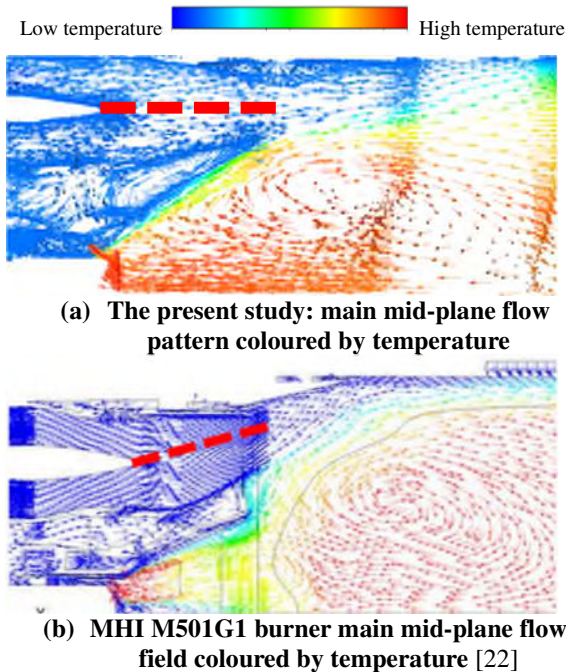 Low temperature High temperature
(a) The present study: main mid-plane flow
pattern coloured by temperature
(b) MHI M501G1 burner main mid-plane flow
field coloured by temperature [22]